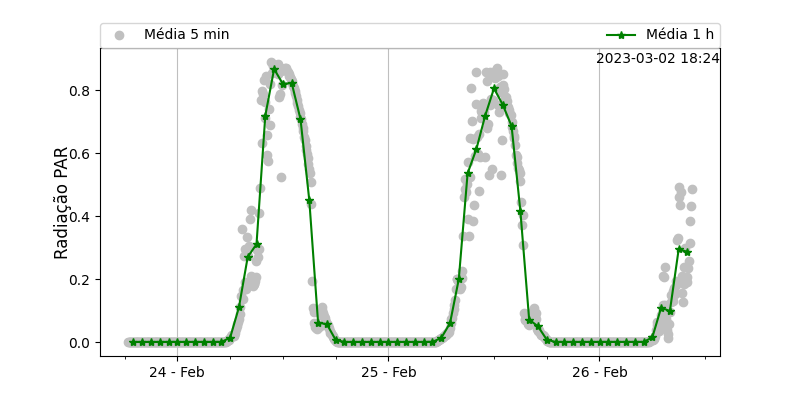 Média 5 min
Média 1 h
2023-03-02 18:24
Radiação PAR
0.8
0.6
0.4
0.2
0.0
24 - Feb
25 - Feb
26 - Feb